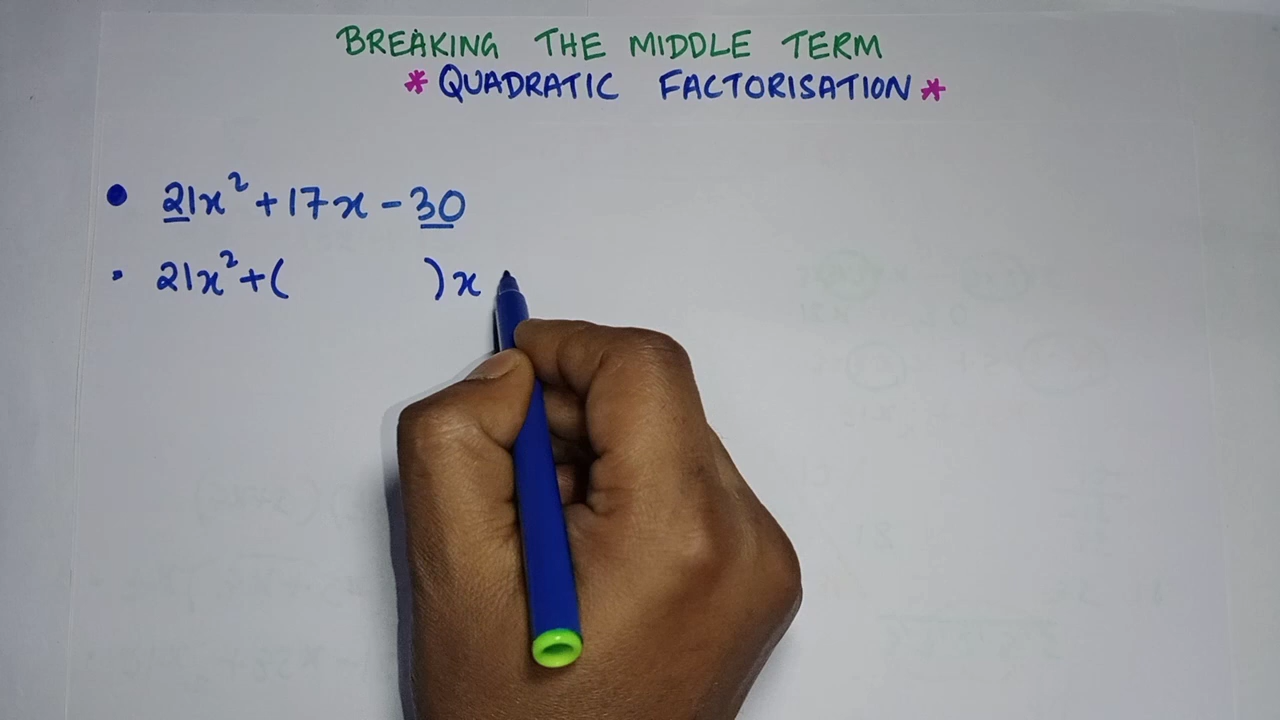 BREAKING THE MIDDLE TERM
* QUADRATIC FACTORISATION *
• 21x² + 17x - 30
• 21x² + ( ) x